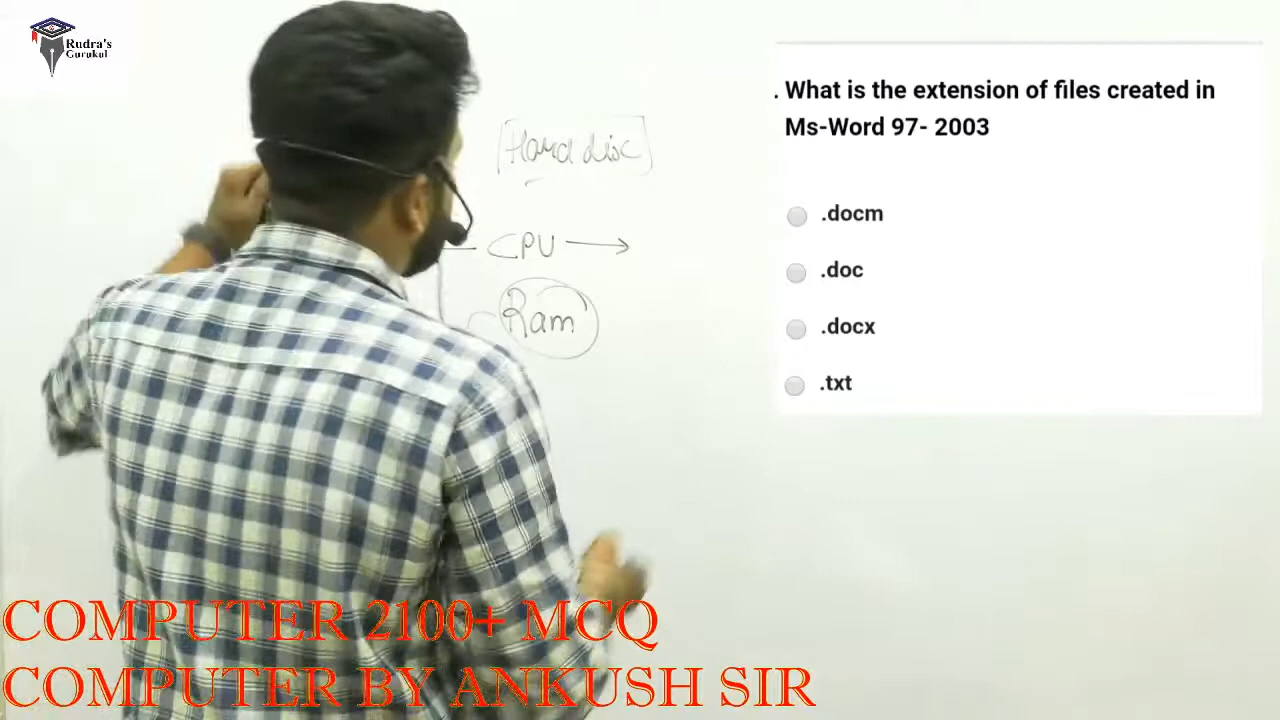 Rudra's
Gurukul
Hard disc
CPU
Ram
. What is the extension of files created in
Ms-Word 97- 2003
.docm
.doc
.docx
.txt
COMPUTER 2100+ MCQ
COMPUTER BY ANKUSH SIR